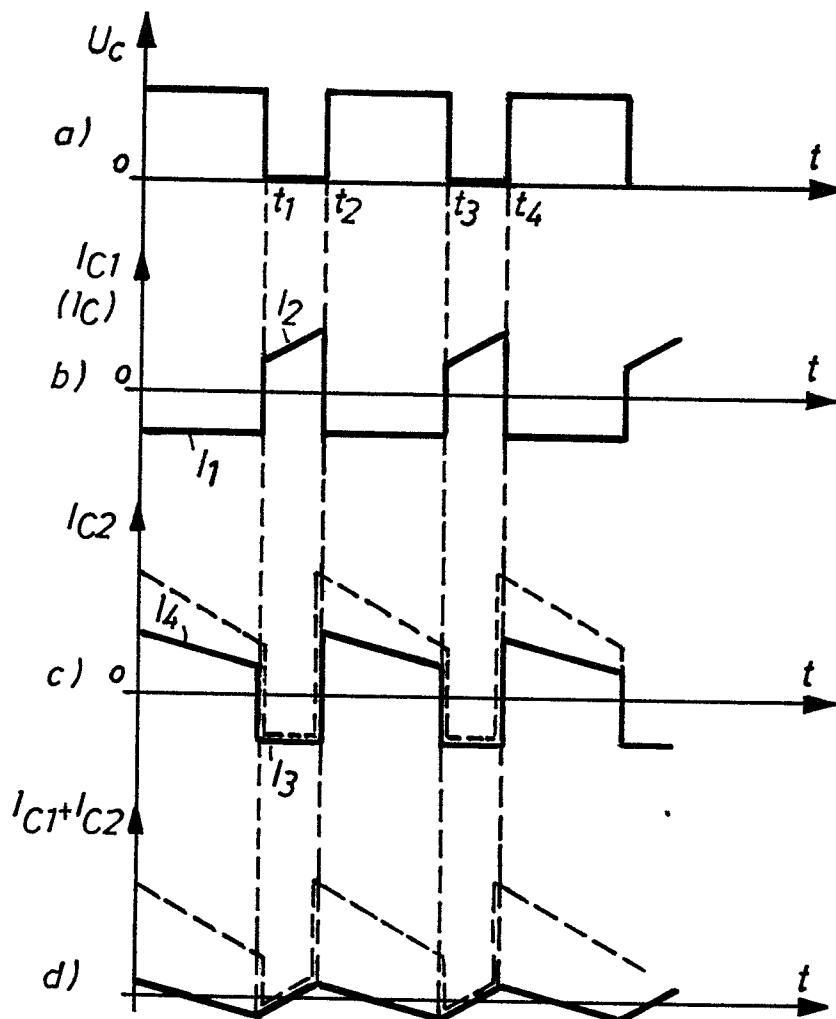 Uc
a)
o
t
t1 t2 t3 t4
IC1
(IC)
I2
b) o
t
I1
IC2
I4
c) o
t
I3
IC1+IC2
d)
t